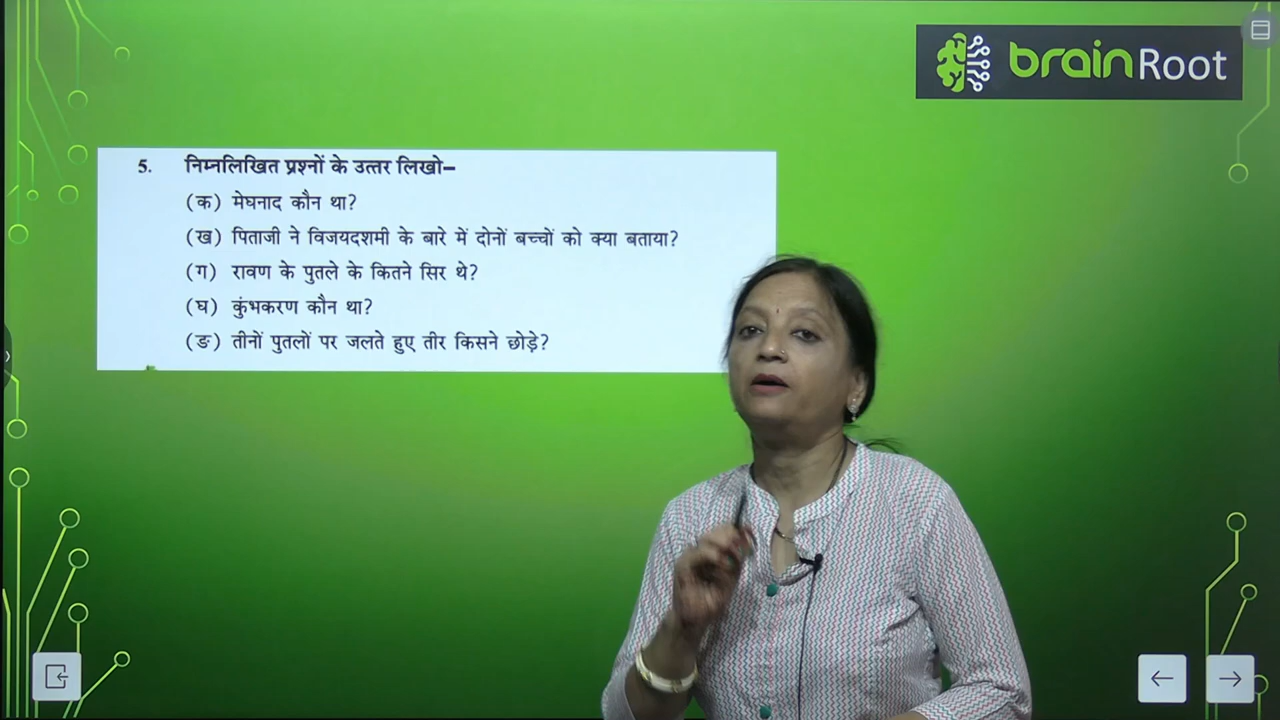 brainRoot
5. निम्नलिखित प्रश्नों के उत्तर लिखो–
(क) मेघनाद कौन था?
(ख) पिताजी ने विजयदशमी के बारे में दोनों बच्चों को क्या बताया?
(ग) रावण के पुतले के कितने सिर थे?
(घ) कुंभकरण कौन था?
(ङ) तीनों पुतलों पर जलते हुए तीर किसने छोड़े?